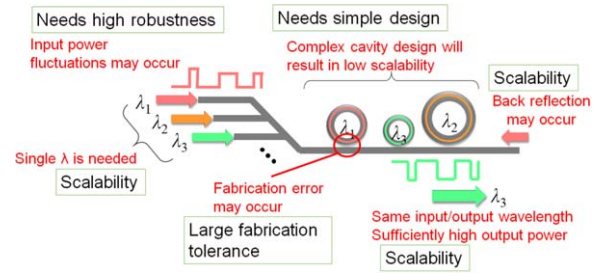 Needs high robustness
Input power
fluctuations may occur
Needs simple design
Complex cavity design will
result in low scalability
Scalability
Back reflection
may occur
λ1
λ2
λ3
λ1
λ3
λ2
Single λ is needed
Scalability
Fabrication error
may occur
Large fabrication
tolerance
λ3
Same input/output wavelength
Sufficiently high output power
Scalability